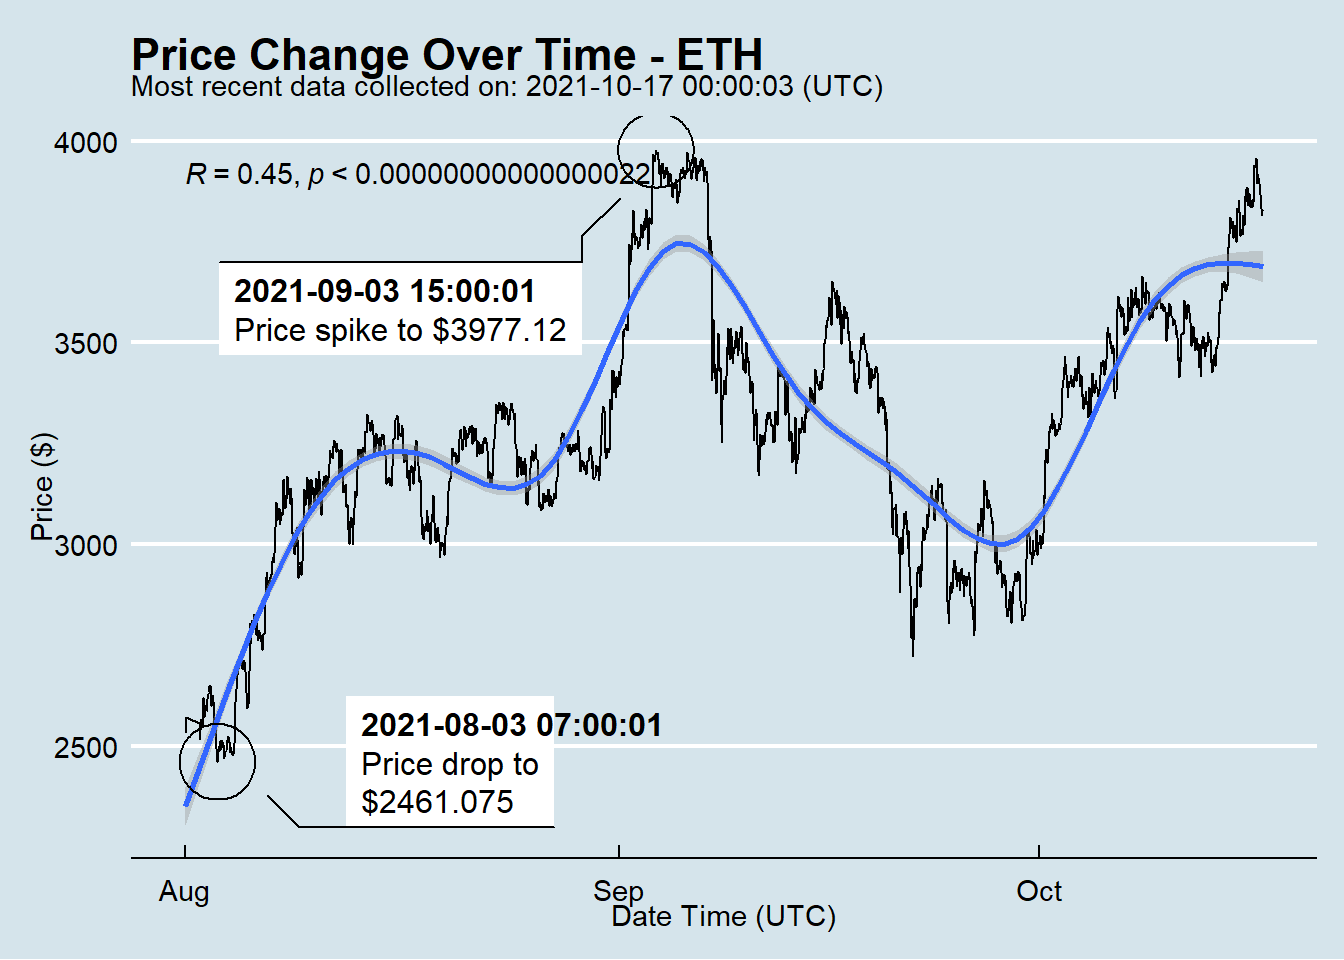 Price Change Over Time - ETH
Most recent data collected on: 2021-10-17 00:00:03 (UTC)
4000
R = 0.45, p < 0.00000000000000022
2021-09-03 15:00:01
Price spike to $3977.12
3500
Price ($)
3000
2021-08-03 07:00:01
2500
Price drop to
$2461.075
Aug
Sep
Oct
Date Time (UTC)